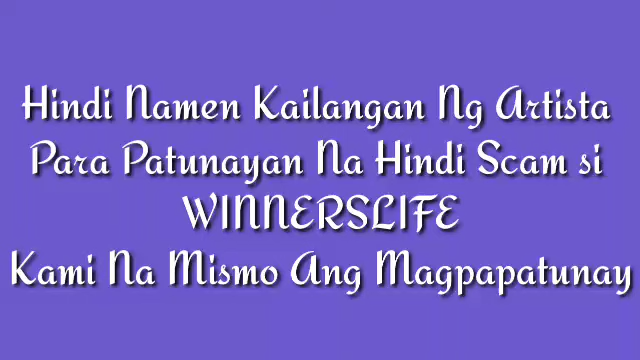 Hindi Namen Kailangan Ng Artista
Para Patunayan Na Hindi Scam si
WINNERSLIFE
Kami Na Mismo Ang Magpapatunay